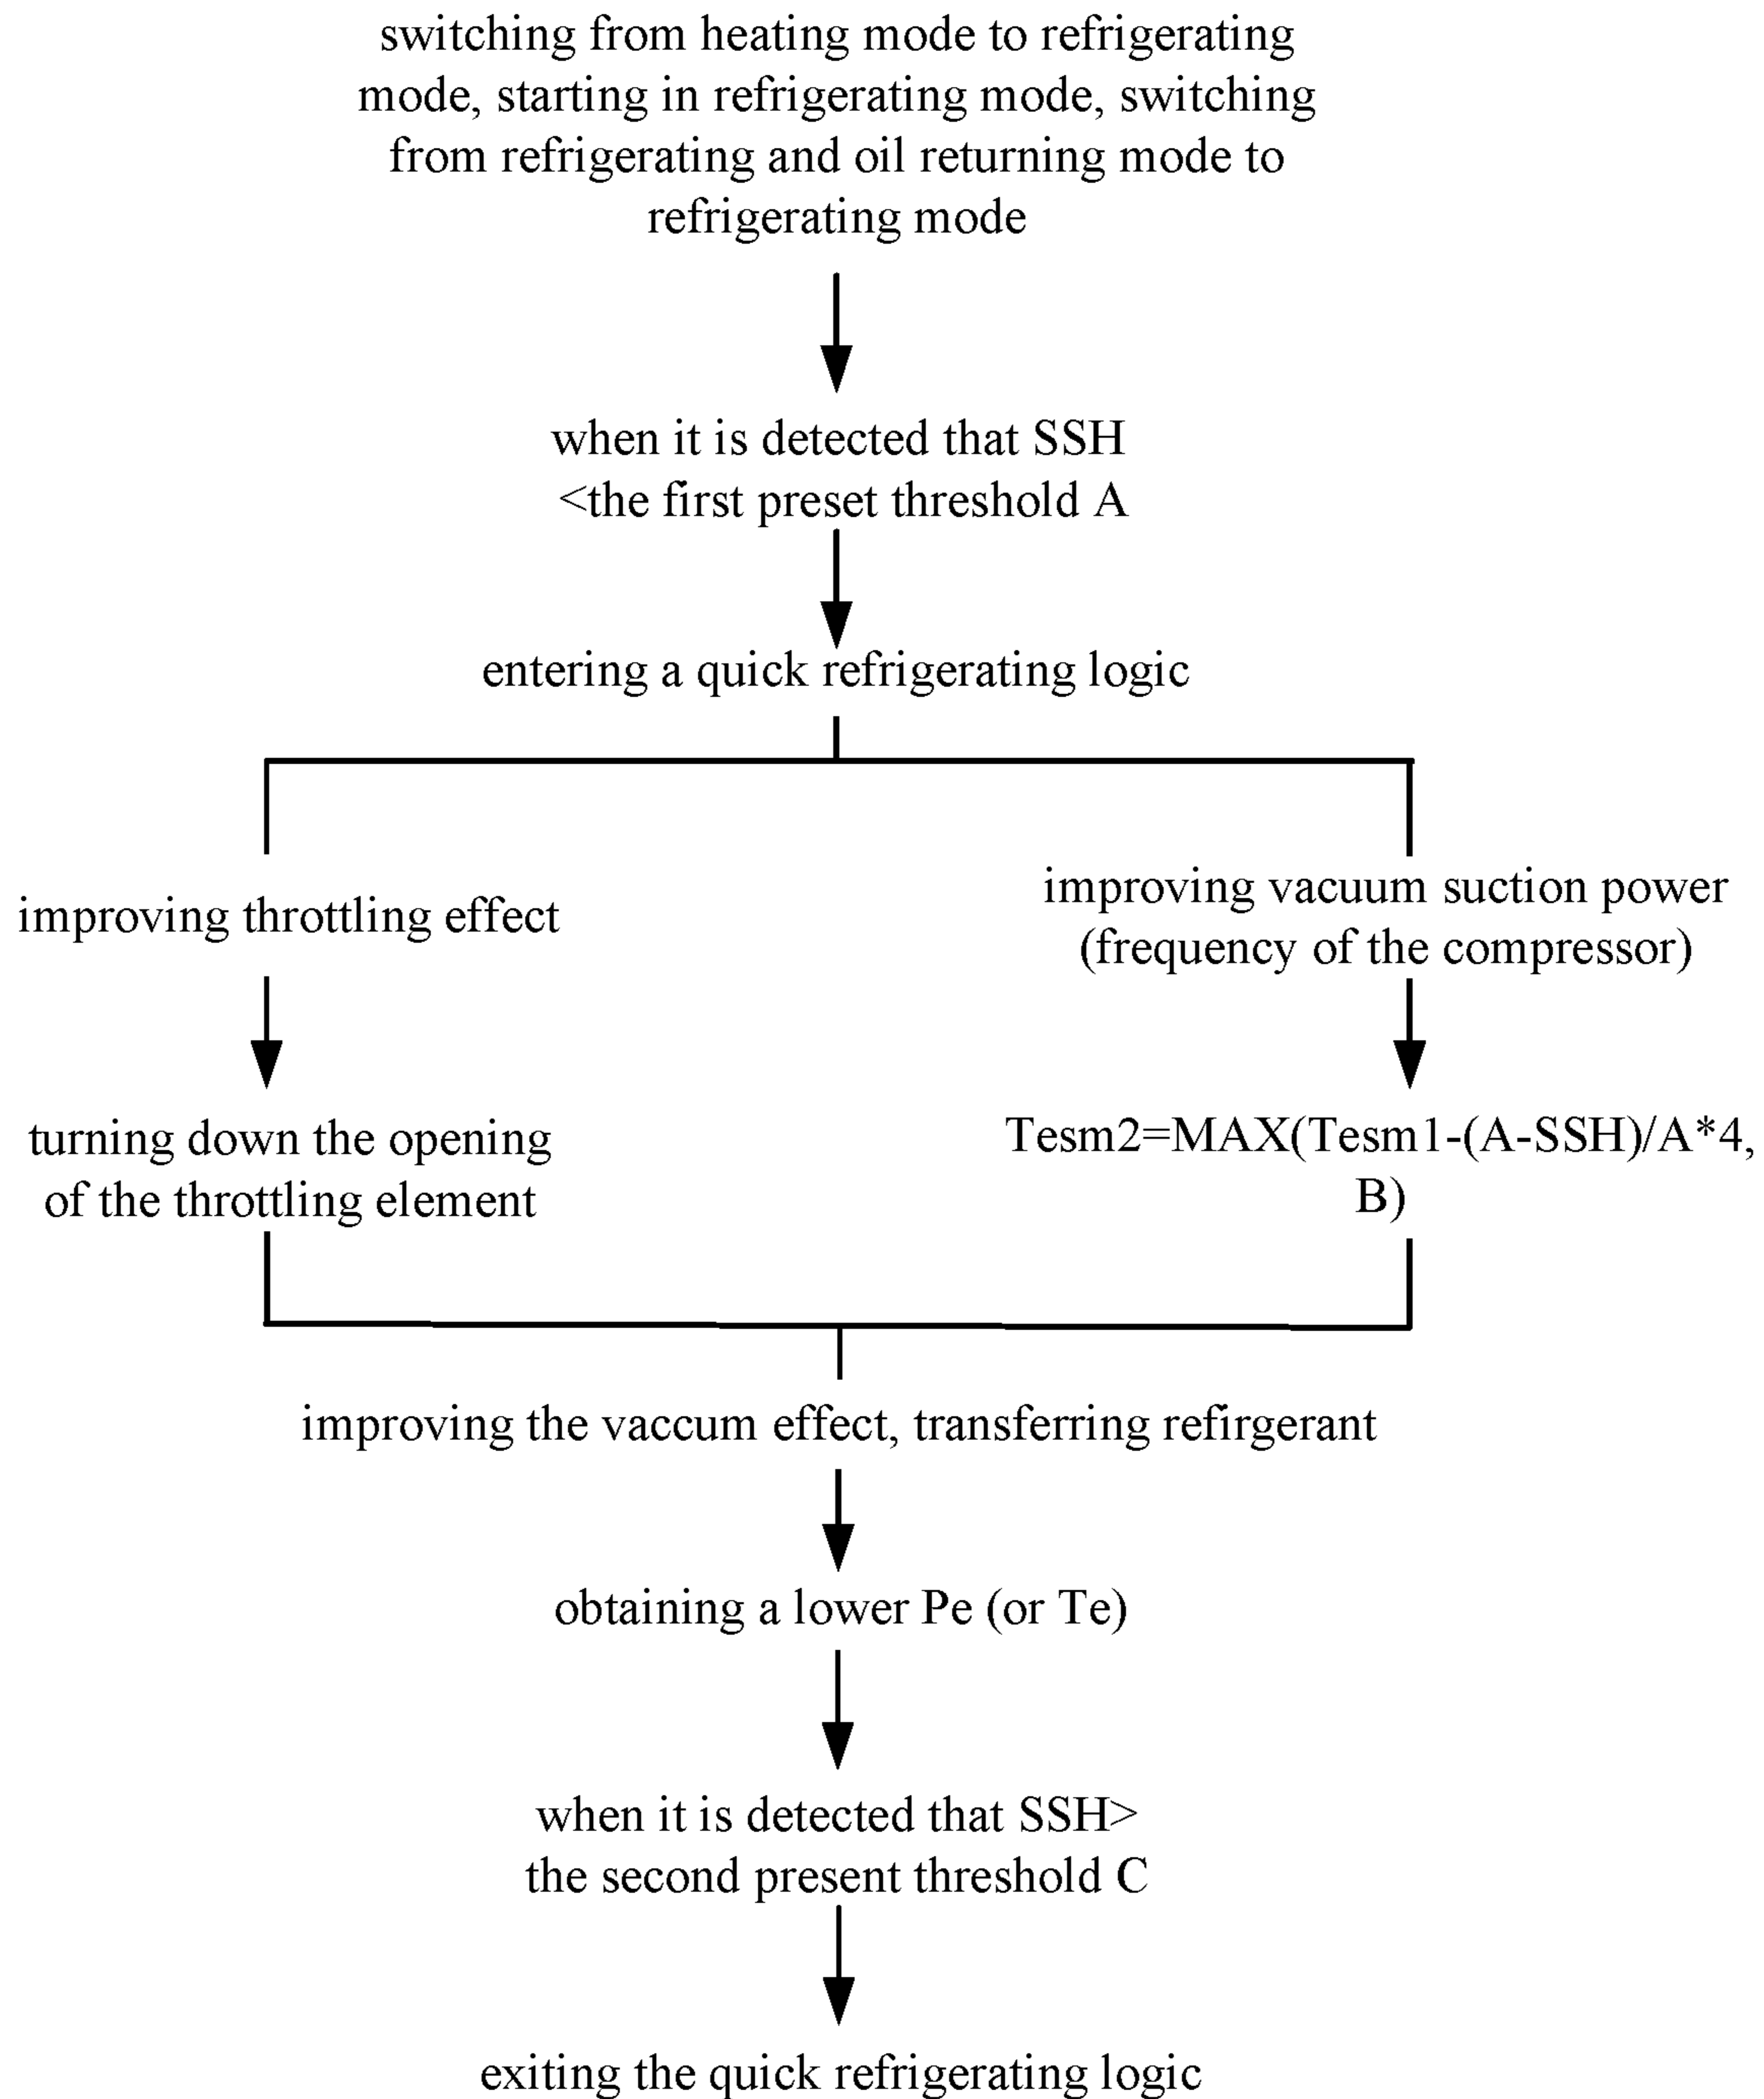 switching from heating mode to refrigerating
mode, starting in refrigerating mode, switching
from refrigerating and oil returning mode to
refrigerating mode
when it is detected that SSH
<the first preset threshold A
entering a quick refrigerating logic
improving throttling effect
improving vacuum suction power
(frequency of the compressor)
turning down the opening
of the throttling element
Tesm2=MAX(Tesm1-(A-SSH)/A*4,
B)
improving the vaccum effect, transferring refirgerant
obtaining a lower Pe (or Te)
when it is detected that SSH>
the second present threshold C
exiting the quick refrigerating logic